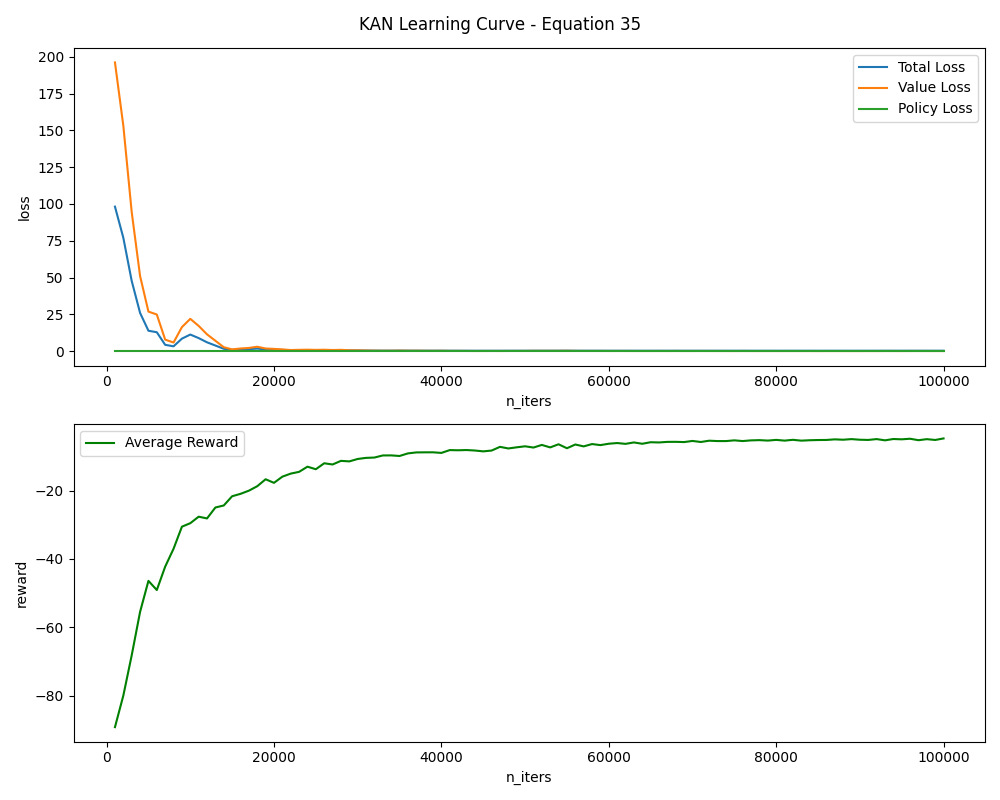 KAN Learning Curve - Equation 35
200
175
150
125
100
75
50
25
0
loss
Total Loss
Value Loss
Policy Loss
0 20000 40000 60000 80000 100000
n_iters
Average Reward
−20
−40
−60
−80
reward
0 20000 40000 60000 80000 100000
n_iters